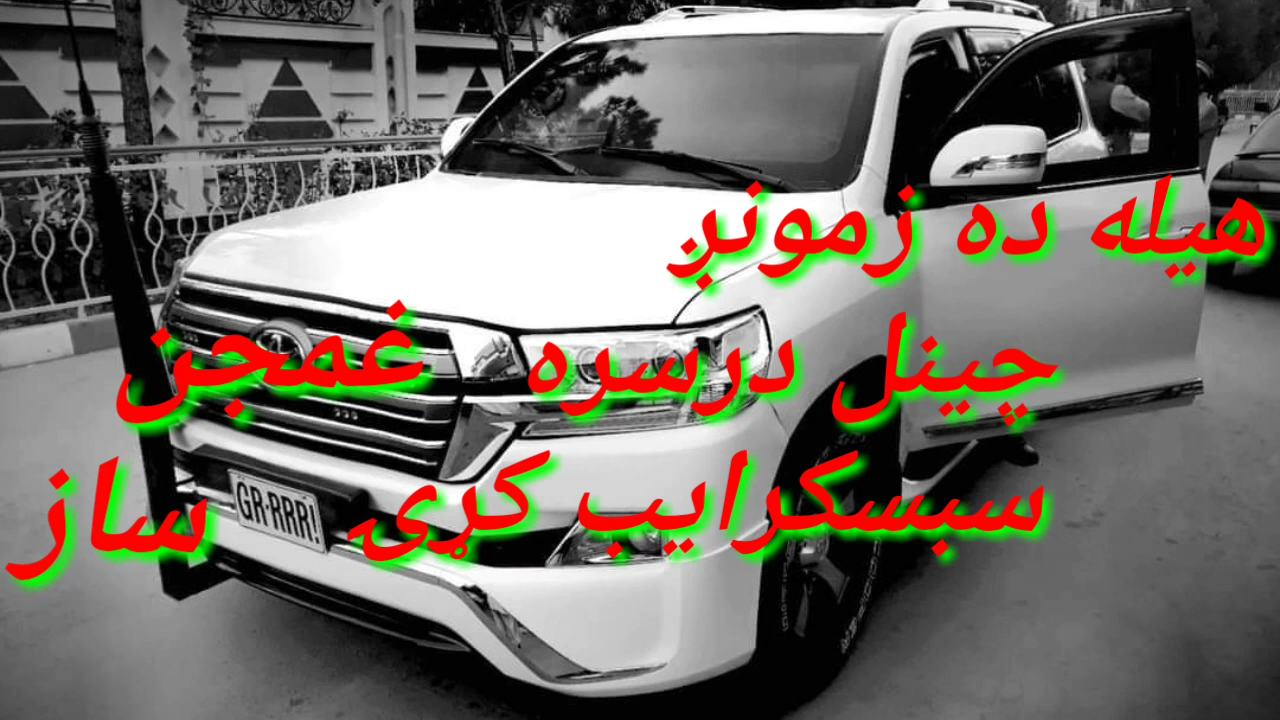 هیله ده زمونږ
چینل درسره غمجن
سبسکرایب کړی ساز
GR·RRR!